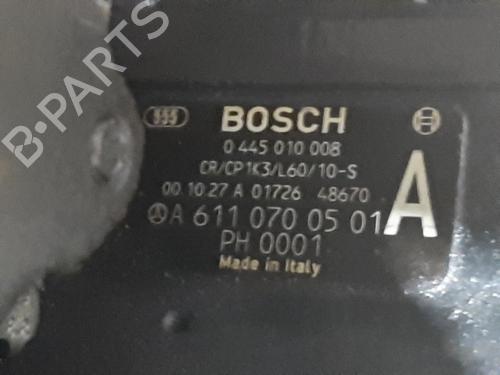 B-PARTS
555 BOSCH
0 445 010 008
CR/CP1K3/L60/10-S
00.10.27 A 01726 48670
A 611 070 05 01 A
PH 0001
Made in Italy